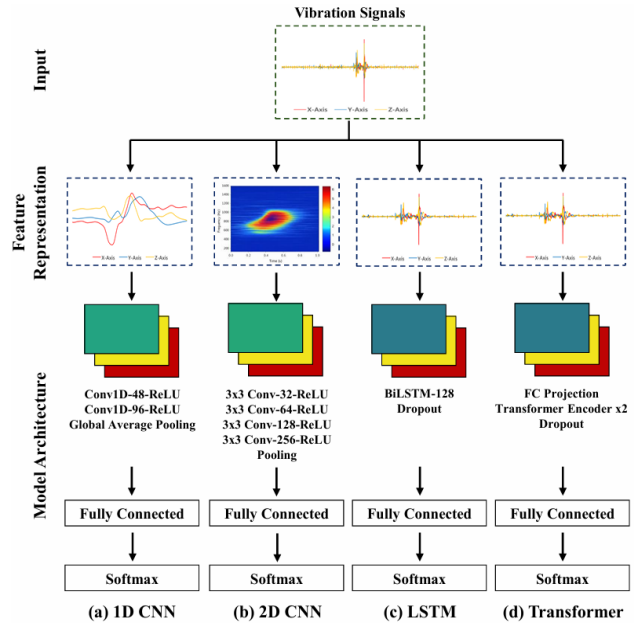 Vibration Signals
Input
X-Axis Y-Axis Z-Axis
Feature
Representation
X-Axis Y-Axis Z-Axis
Frequency (Hz)
Time (s)
X-Axis Y-Axis Z-Axis
X-Axis Y-Axis Z-Axis
Model Architecture
Conv1D-48-ReLU
Conv1D-96-ReLU
Global Average Pooling
3x3 Conv-32-ReLU
3x3 Conv-64-ReLU
3x3 Conv-128-ReLU
3x3 Conv-256-ReLU
Pooling
BiLSTM-128
Dropout
FC Projection
Transformer Encoder x2
Dropout
Fully Connected
Fully Connected
Fully Connected
Fully Connected
Softmax
Softmax
Softmax
Softmax
(a) 1D CNN
(b) 2D CNN
(c) LSTM
(d) Transformer